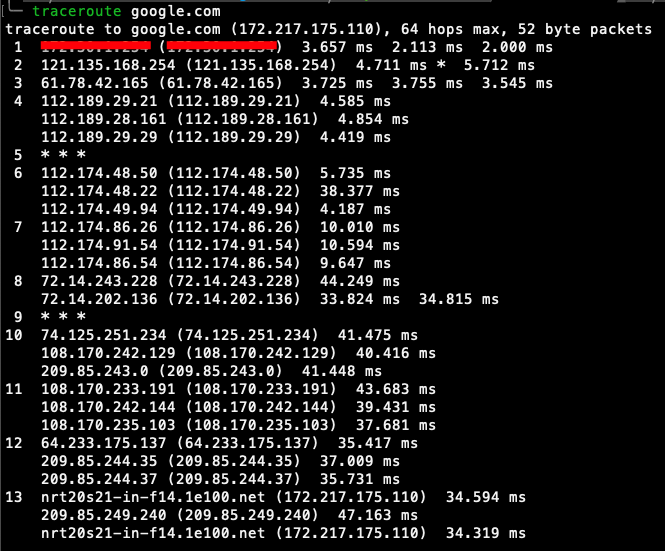 traceroute google.com
traceroute to google.com (172.217.175.110), 64 hops max, 52 byte packets
1 3.657 ms 2.113 ms 2.000 ms
2 121.135.168.254 (121.135.168.254) 4.711 ms * 5.712 ms
3 61.78.42.165 (61.78.42.165) 3.725 ms 3.755 ms 3.545 ms
4 112.189.29.21 (112.189.29.21) 4.585 ms
112.189.28.161 (112.189.28.161) 4.854 ms
112.189.29.29 (112.189.29.29) 4.419 ms
5 * * *
6 112.174.48.50 (112.174.48.50) 5.735 ms
112.174.48.22 (112.174.48.22) 38.377 ms
112.174.49.94 (112.174.49.94) 4.187 ms
7 112.174.86.26 (112.174.86.26) 10.010 ms
112.174.91.54 (112.174.91.54) 10.594 ms
112.174.86.54 (112.174.86.54) 9.647 ms
8 72.14.243.228 (72.14.243.228) 44.249 ms
72.14.202.136 (72.14.202.136) 33.824 ms 34.815 ms
9 * * *
10 74.125.251.234 (74.125.251.234) 41.475 ms
108.170.242.129 (108.170.242.129) 40.416 ms
209.85.243.0 (209.85.243.0) 41.448 ms
11 108.170.233.191 (108.170.233.191) 43.683 ms
108.170.242.144 (108.170.242.144) 39.431 ms
108.170.235.103 (108.170.235.103) 37.681 ms
12 64.233.175.137 (64.233.175.137) 35.417 ms
209.85.244.35 (209.85.244.35) 37.009 ms
209.85.244.37 (209.85.244.37) 35.731 ms
13 nrt20s21-in-f14.1e100.net (172.217.175.110) 34.594 ms
209.85.249.240 (209.85.249.240) 47.163 ms
nrt20s21-in-f14.1e100.net (172.217.175.110) 34.319 ms